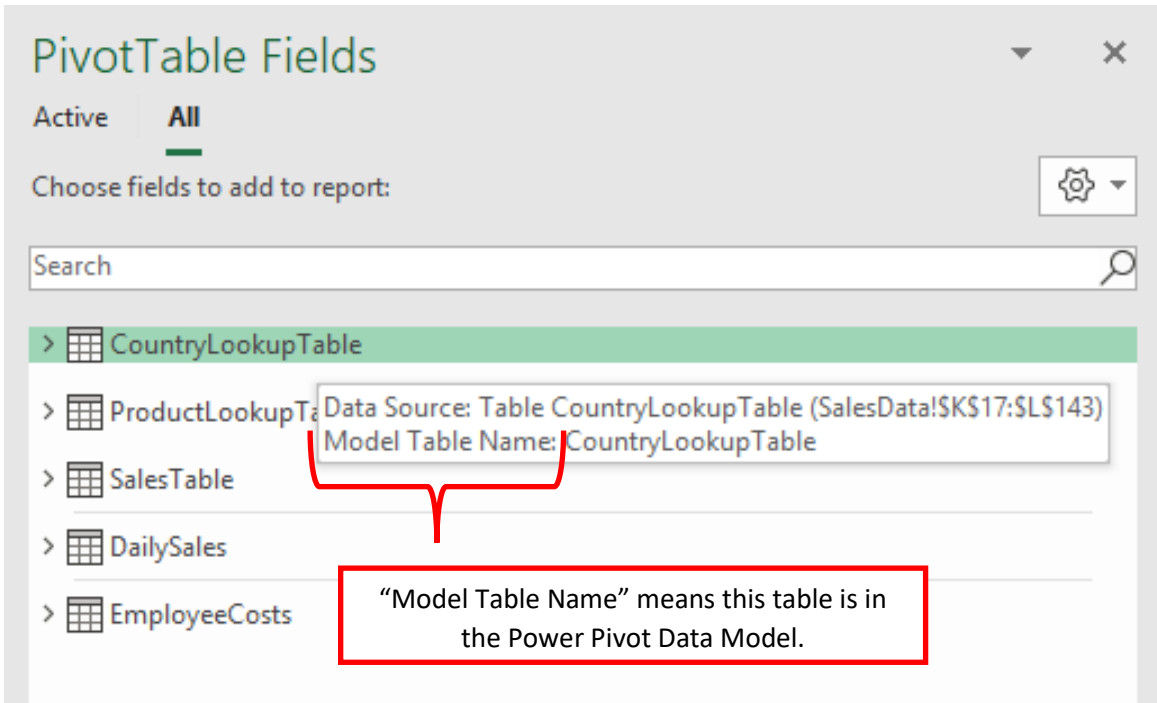 PivotTable Fields
Active All
Choose fields to add to report:
Search
CountryLookupTable
ProductLookupTa
Data Source: Table CountryLookupTable (SalesData!$K$17:$L$143)
Model Table Name: CountryLookupTable
SalesTable
DailySales
EmployeeCosts
“Model Table Name” means this table is in
the Power Pivot Data Model.